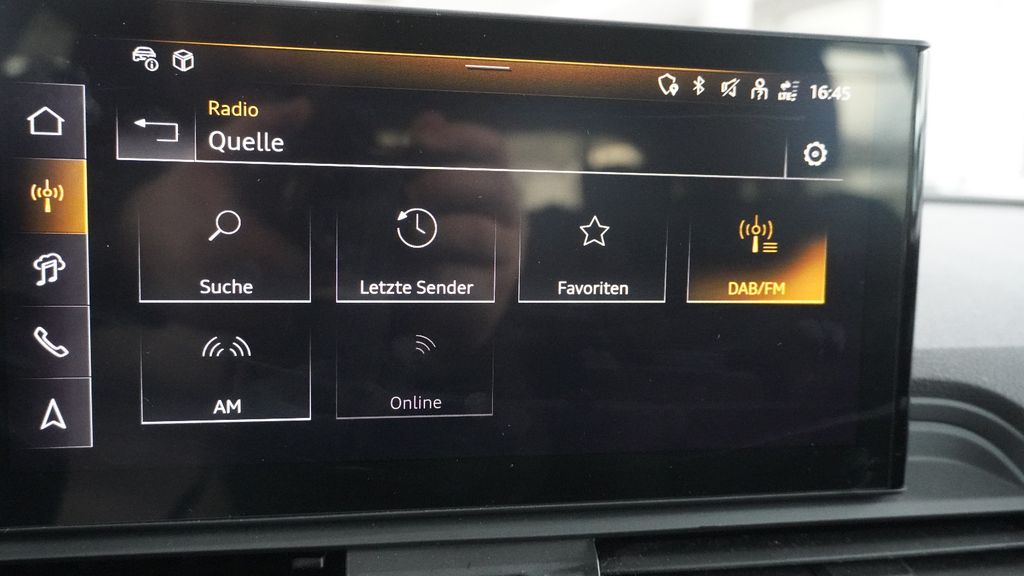 16:45
Radio
Quelle
Suche
Letzte Sender
Favoriten
DAB/FM
AM
Online